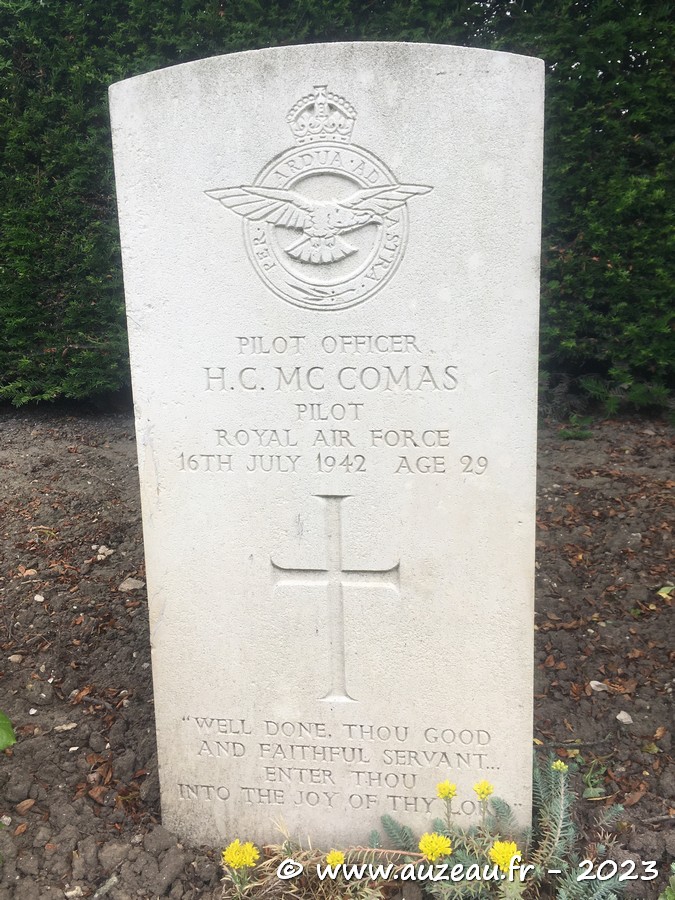 PER · ARDUA · AD · ASTRA
PILOT OFFICER
H.C. MC COMAS
PILOT
ROYAL AIR FORCE
16TH JULY 1942 AGE 29
"WELL DONE, THOU GOOD
AND FAITHFUL SERVANT...
ENTER THOU
INTO THE JOY OF THY
© www.auzeau.fr - 2023